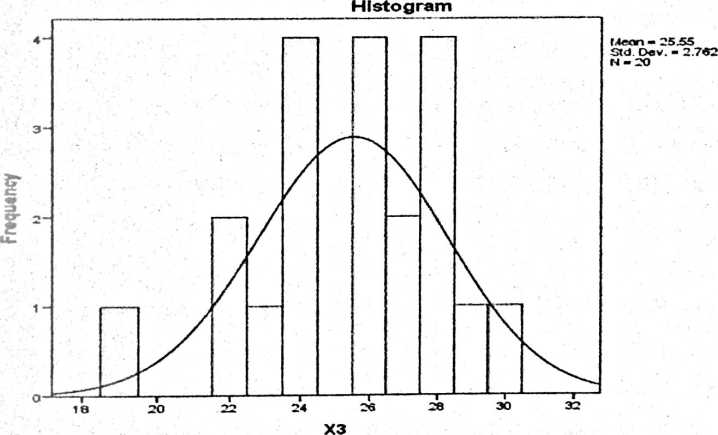 Histogram
Mean = 25.55
Std. Dev. = 2.762
N = 20
Frequency
4
3
2
1
0
18 20 22 24 26 28 30 32
X3